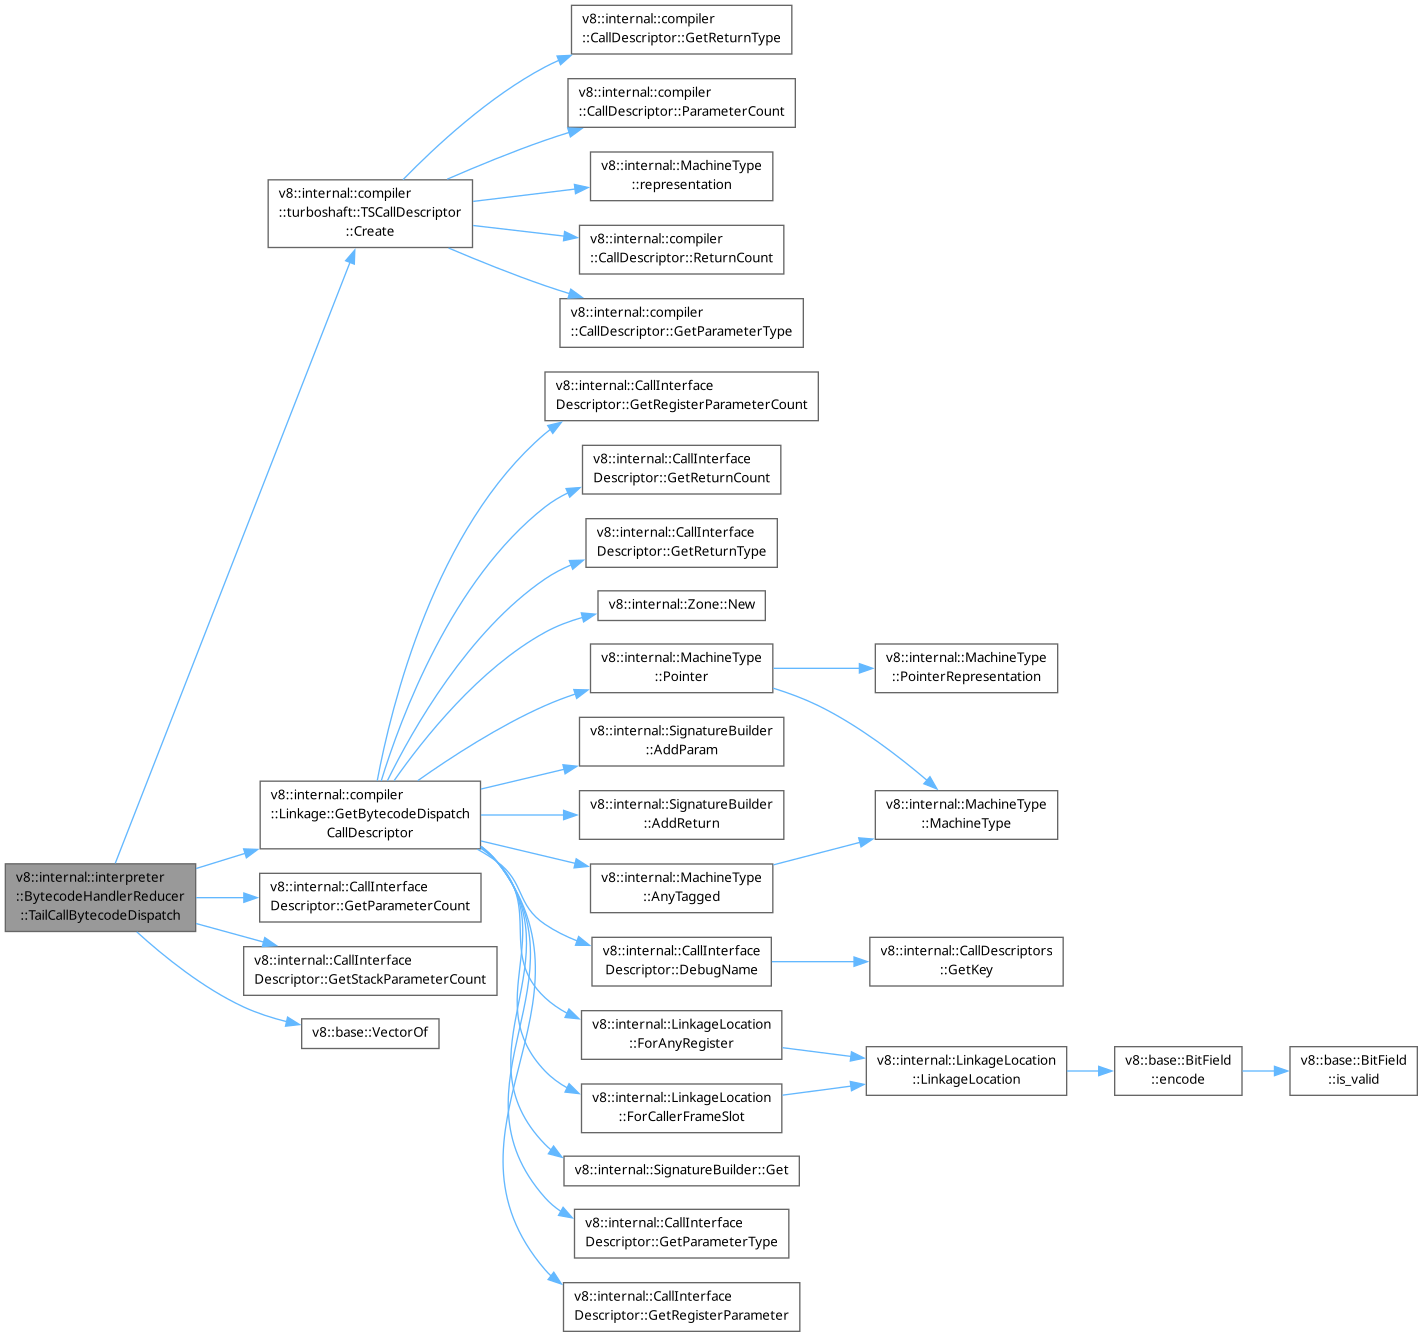 v8::internal::compiler
::CallDescriptor::GetReturnType
v8::internal::compiler
::CallDescriptor::ParameterCount
v8::internal::MachineType
::representation
v8::internal::compiler
::turboshaft::TSCallDescriptor
::Create
v8::internal::compiler
::CallDescriptor::ReturnCount
v8::internal::compiler
::CallDescriptor::GetParameterType
v8::internal::CallInterface
Descriptor::GetRegisterParameterCount
v8::internal::CallInterface
Descriptor::GetReturnCount
v8::internal::CallInterface
Descriptor::GetReturnType
v8::internal::Zone::New
v8::internal::MachineType
::Pointer
v8::internal::MachineType
::PointerRepresentation
v8::internal::SignatureBuilder
::AddParam
v8::internal::compiler
::Linkage::GetBytecodeDispatch
CallDescriptor
v8::internal::SignatureBuilder
::AddReturn
v8::internal::MachineType
::MachineType
v8::internal::interpreter
::BytecodeHandlerReducer
::TailCallBytecodeDispatch
v8::internal::CallInterface
Descriptor::GetParameterCount
v8::internal::MachineType
::AnyTagged
v8::internal::CallInterface
Descriptor::GetStackParameterCount
v8::internal::CallInterface
Descriptor::DebugName
v8::internal::CallDescriptors
::GetKey
v8::base::VectorOf
v8::internal::LinkageLocation
::ForAnyRegister
v8::internal::LinkageLocation
::LinkageLocation
v8::base::BitField
::encode
v8::base::BitField
::is_valid
v8::internal::LinkageLocation
::ForCallerFrameSlot
v8::internal::SignatureBuilder::Get
v8::internal::CallInterface
Descriptor::GetParameterType
v8::internal::CallInterface
Descriptor::GetRegisterParameter